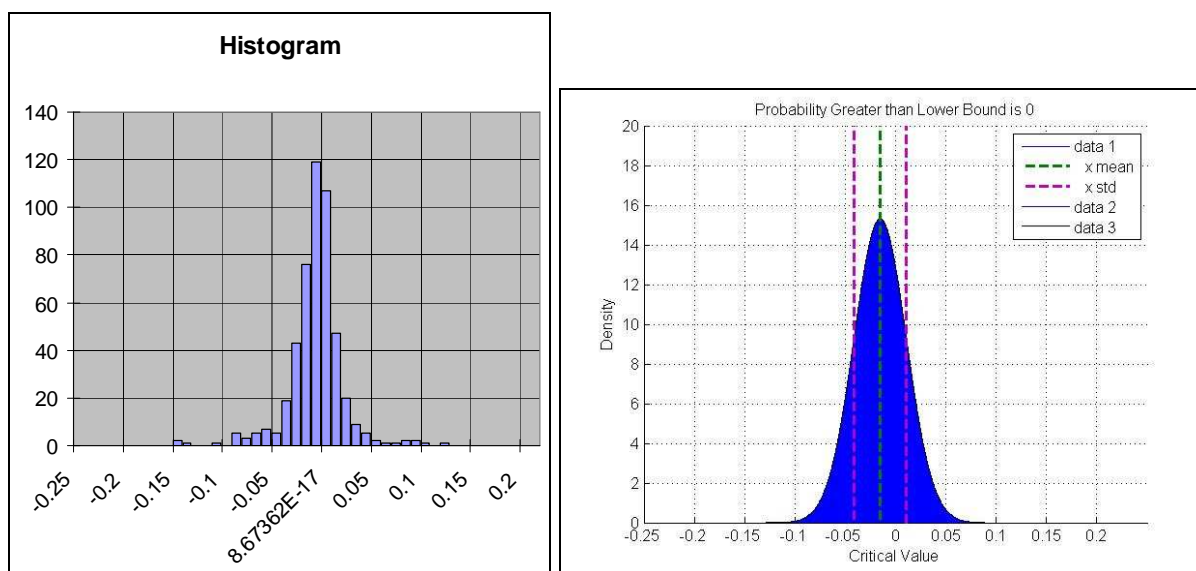 Histogram
140
120
100
80
60
40
20
0
-0.25
-0.2
-0.15
-0.1
-0.05
8.67362E-17
0.05
0.1
0.15
0.2
Probability Greater than Lower Bound is 0
20
18
16
14
12
10
8
6
4
2
0
Density
-0.25 -0.2 -0.15 -0.1 -0.05 0 0.05 0.1 0.15 0.2
Critical Value
data 1
x mean
x std
data 2
data 3